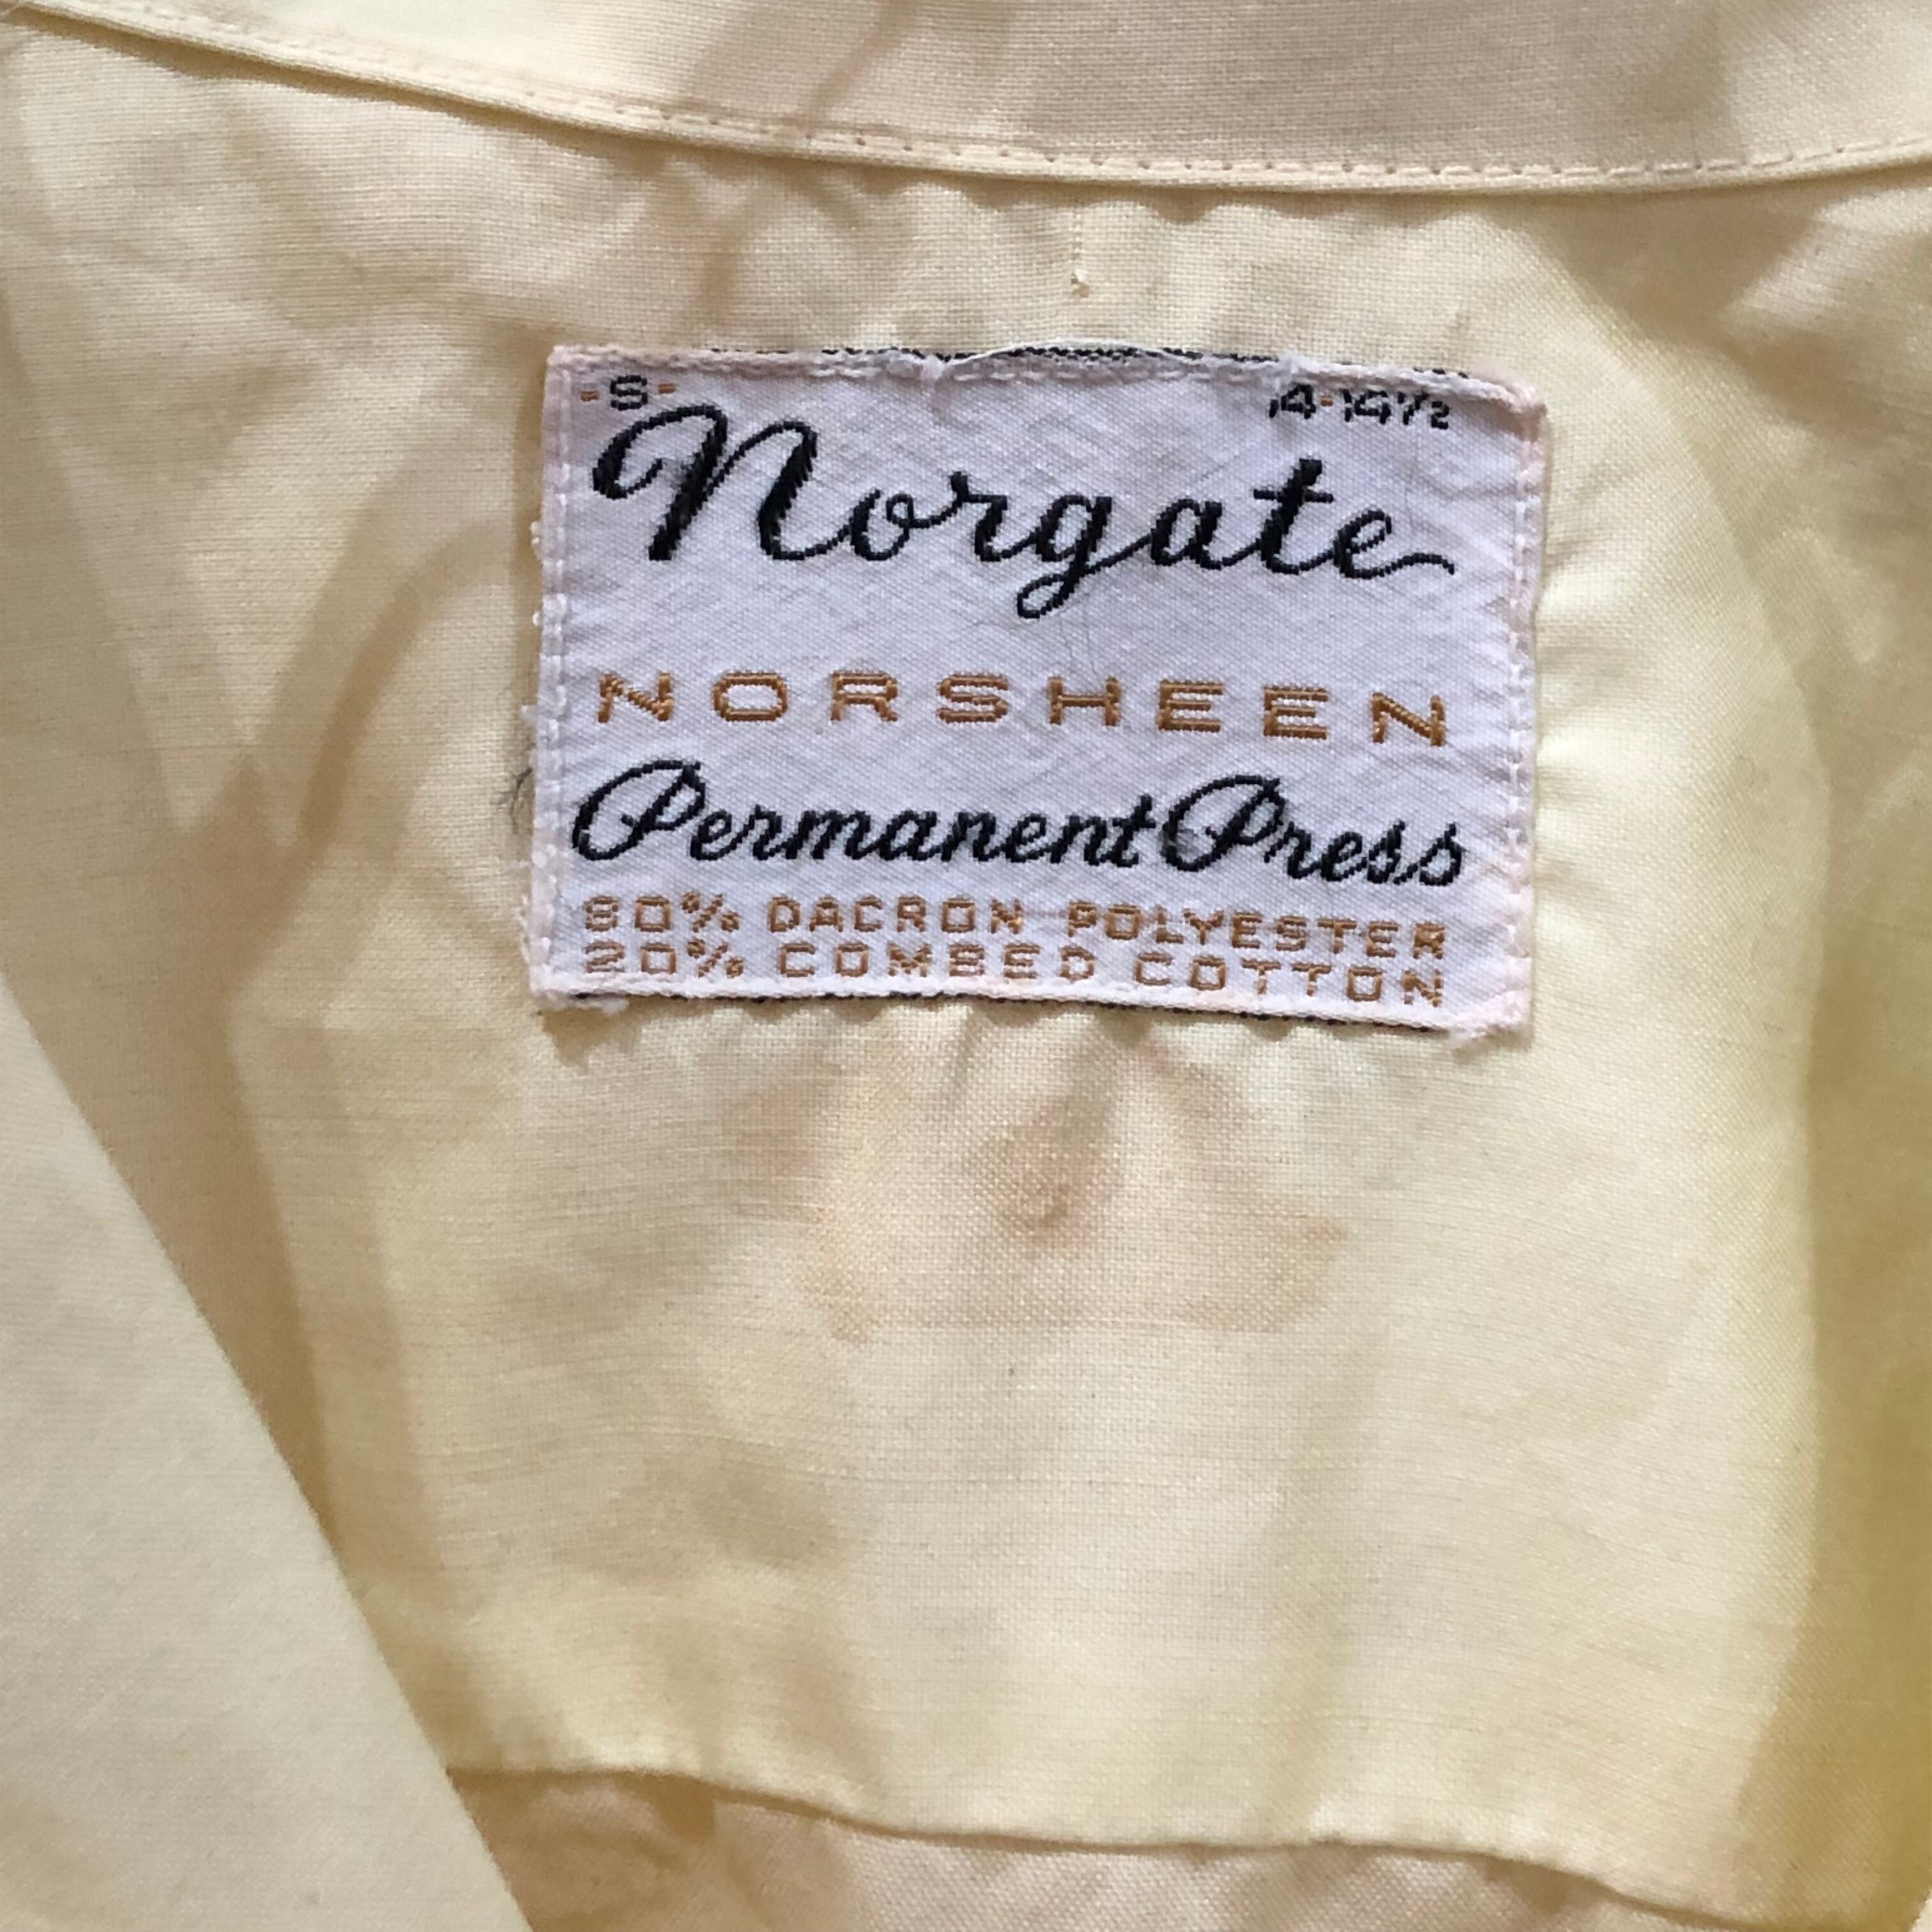 -S- 14-14½
Norgate
NORSHEEN
Permanent Press
80% DACRON POLYESTER
20% COMBED COTTON